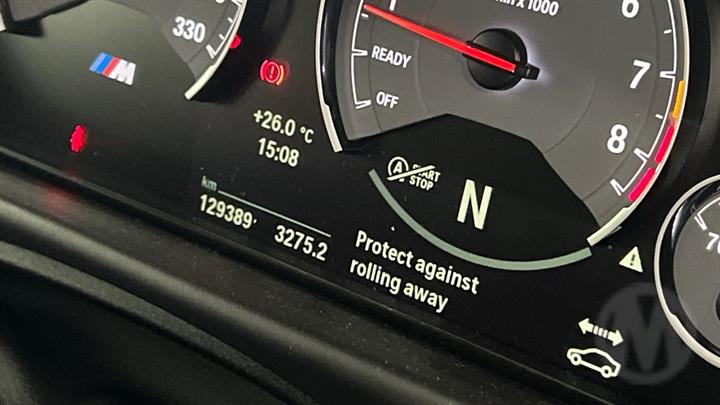 330
M
+26.0 °C
15:08
km
129389
3275.2
x 1000
READY
OFF
6
7
8
A
START
STOP
N
Protect against
rolling away